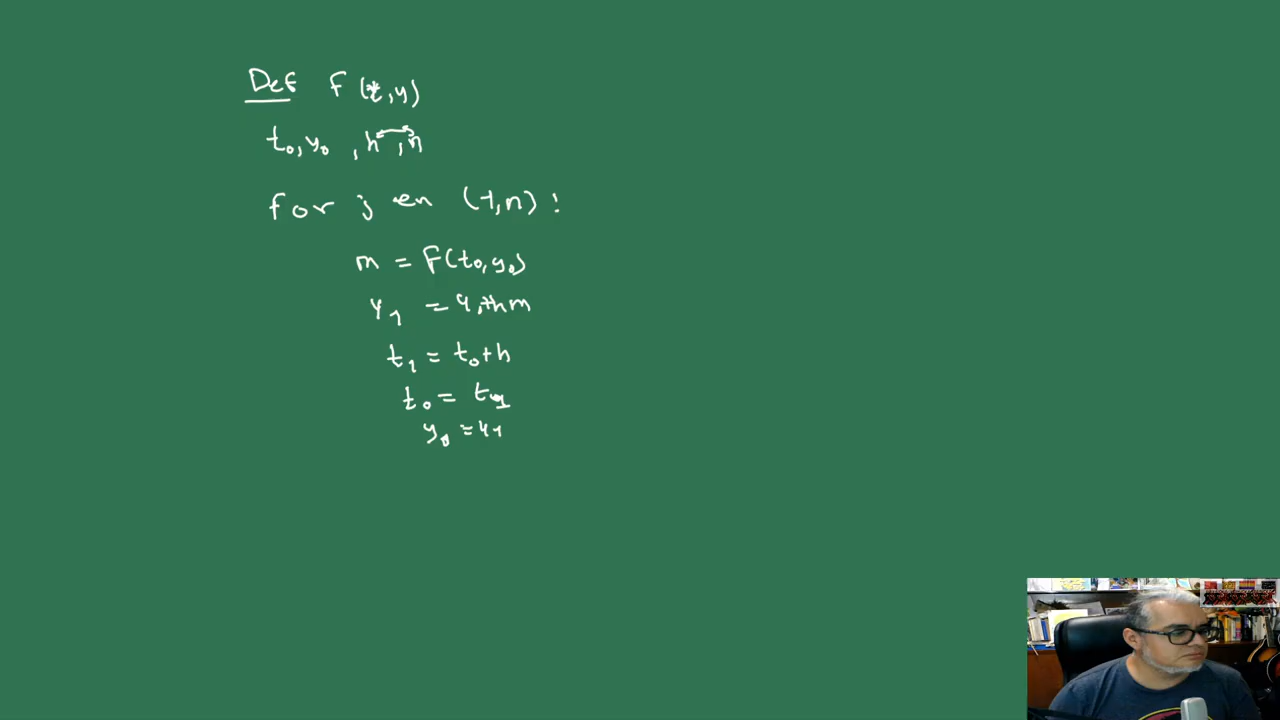 Def f(t,y)
t₀,y₀ , h ,n
for j en (1,n) :
m = f(t₀,y₀)
y₁ = y₀+hm
t₁ = t₀+h
t₀ = t₁
y₀ = y₁